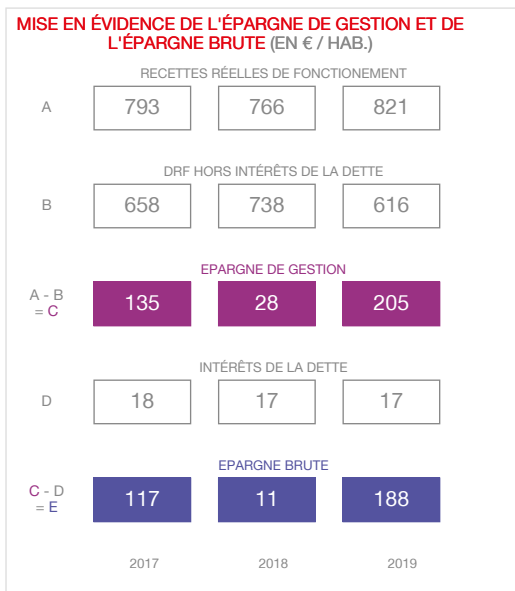 MISE EN ÉVIDENCE DE L'ÉPARGNE DE GESTION ET DE
L'ÉPARGNE BRUTE (EN € / HAB.)
RECETTES RÉELLES DE FONCTIONEMENT
A 793 766 821
DRF HORS INTÉRÊTS DE LA DETTE
B 658 738 616
EPARGNE DE GESTION
A - B
= C
135 28 205
INTÉRÊTS DE LA DETTE
D 18 17 17
EPARGNE BRUTE
C - D
= E
117 11 188
2017 2018 2019